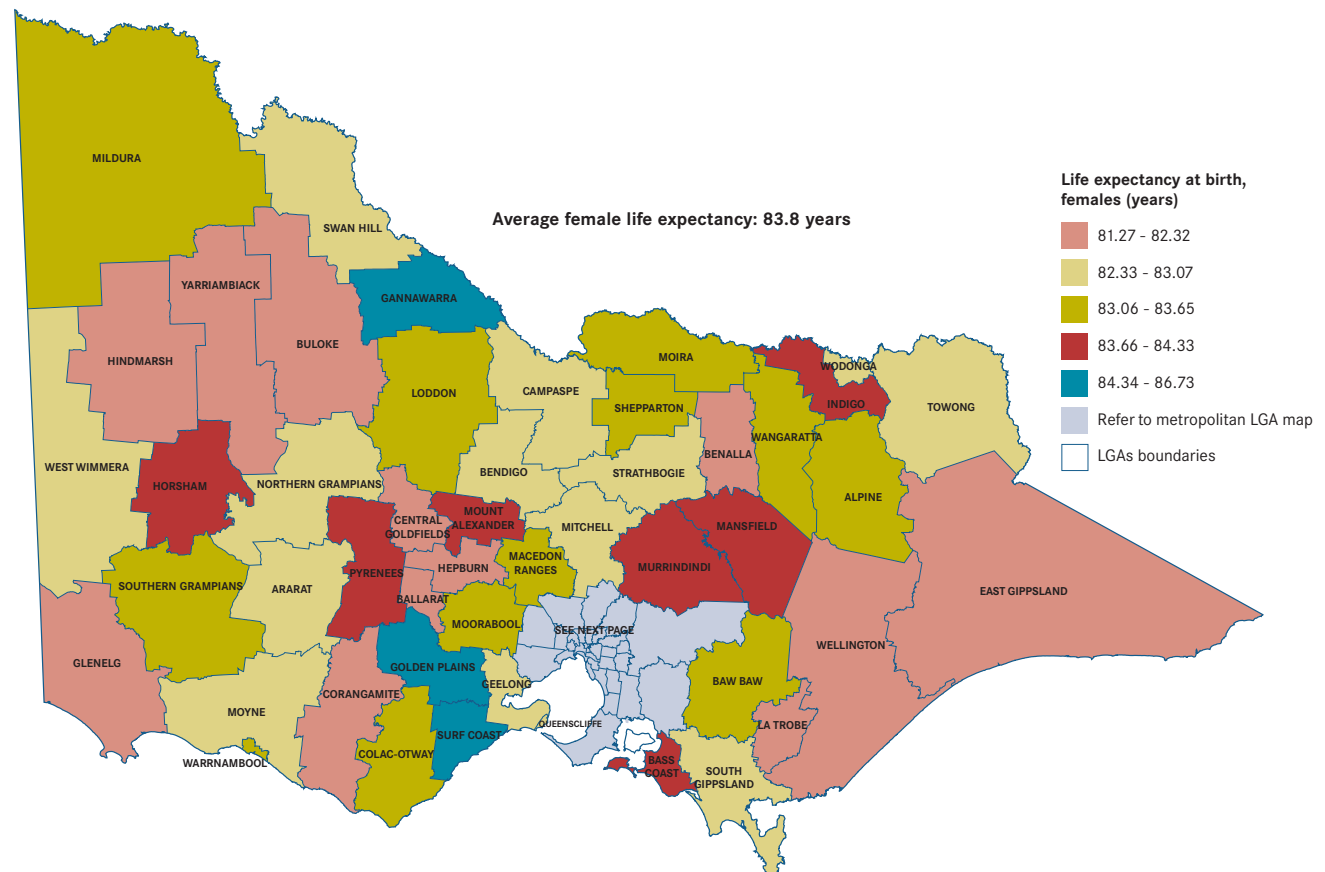 MILDURA
SWAN HILL
Average female life expectancy: 83.8 years
Life expectancy at birth,
females (years)
81.27 - 82.32
82.33 - 83.07
83.06 - 83.65
83.66 - 84.33
84.34 - 86.73
Refer to metropolitan LGA map
LGAs boundaries
YARRIAMBIACK
GANNAWARRA
HINDMARSH
BULOKE
MOIRA
WODONGA
LODDON
CAMPASPE
SHEPPARTON
INDIGO
TOWONG
WANGARATTA
WEST WIMMERA
BENALLA
HORSHAM
NORTHERN GRAMPIANS
BENDIGO
STRATHBOGIE
ALPINE
CENTRAL
GOLDFIELDS
MOUNT
ALEXANDER
MITCHELL
MANSFIELD
MACEDON
RANGES
HEPBURN
MURRINDINDI
PYRENEES
SOUTHERN GRAMPIANS
ARARAT
BALLARAT
EAST GIPPSLAND
MOORABOOL
SEE NEXT PAGE
WELLINGTON
GLENELG
GOLDEN PLAINS
GEELONG
BAW BAW
CORANGAMITE
MOYNE
QUEENSCLIFFE
LA TROBE
SURF COAST
COLAC-OTWAY
WARRNAMBOOL
BASS
COAST
SOUTH
GIPPSLAND